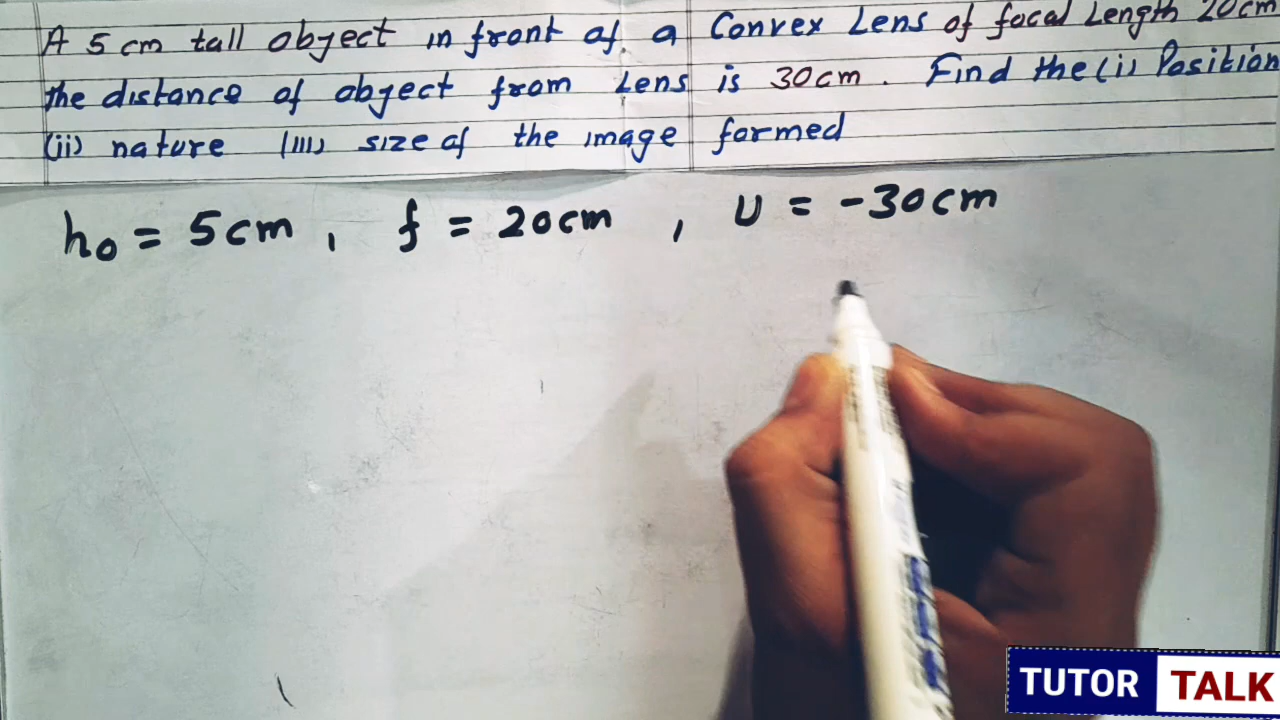 A 5 cm tall object in front of a Convex Lens of focal Length 20cm
the distance of object from Lens is 30cm. Find the (i) Position
(ii) nature (III) size of the image formed
ho = 5cm, f = 20cm, U = -30cm
TUTOR TALK